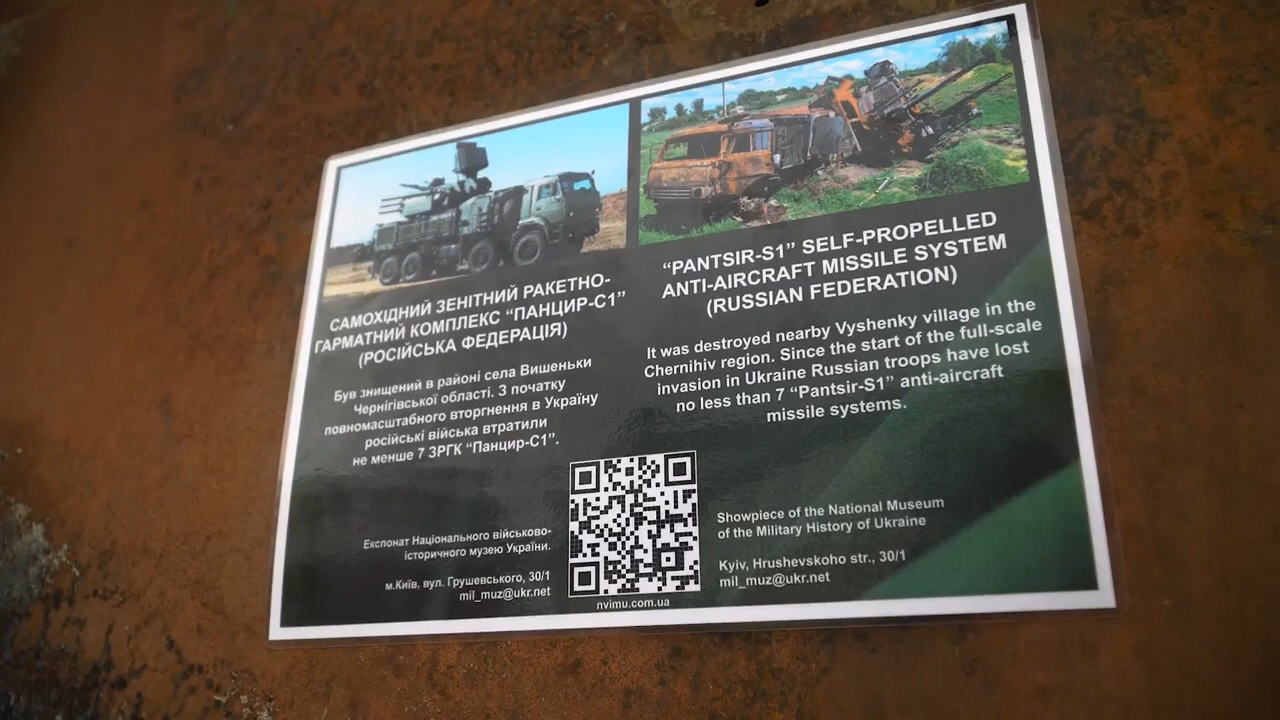 САМОХІДНИЙ ЗЕНІТНИЙ РАКЕТНО-
ГАРМАТНИЙ КОМПЛЕКС “ПАНЦИР-С1”
(РОСІЙСЬКА ФЕДЕРАЦІЯ)
Був знищений в районі села Вишеньки
Чернігівської області. З початку
повномасштабного вторгнення в Україну
російські війська втратили
не менше 7 ЗРГК “Панцир-С1”.
Експонат Національного військово-
історичного музею України.
м.Київ, вул. Грушевського, 30/1
mil_muz@ukr.net
“PANTSIR-S1” SELF-PROPELLED
ANTI-AIRCRAFT MISSILE SYSTEM
(RUSSIAN FEDERATION)
It was destroyed nearby Vyshenky village in the
Chernihiv region. Since the start of the full-scale
invasion in Ukraine Russian troops have lost
no less than 7 “Pantsir-S1” anti-aircraft
missile systems.
Showpiece of the National Museum
of the Military History of Ukraine
Kyiv, Hrushevskoho str., 30/1
mil_muz@ukr.net
nvimu.com.ua